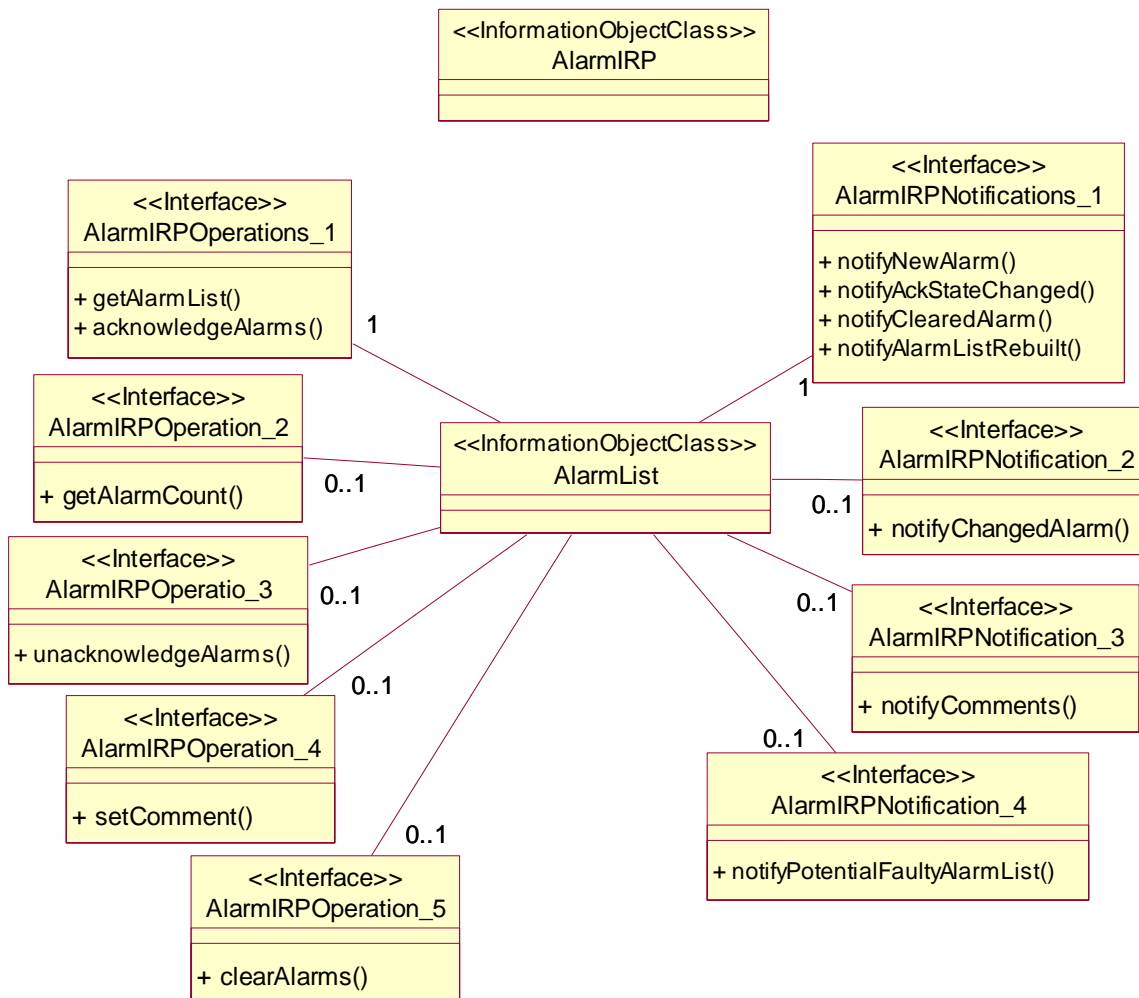 <<InformationObjectClass>>
AlarmIRP
<<Interface>>
AlarmIRPOperations_1
+ getAlarmList()
+ acknowledgeAlarms()
1
<<Interface>>
AlarmIRPNotifications_1
+ notifyNewAlarm()
+ notifyAckStateChanged()
+ notifyClearedAlarm()
+ notifyAlarmListRebuilt()
1
<<Interface>>
AlarmIRPOperation_2
+ getAlarmCount()
0..1
<<InformationObjectClass>>
AlarmList
<<Interface>>
AlarmIRPNotification_2
+ notifyChangedAlarm()
0..1
<<Interface>>
AlarmIRPOperatio_3
+ unacknowledgeAlarms()
0..1
<<Interface>>
AlarmIRPNotification_3
+ notifyComments()
0..1
<<Interface>>
AlarmIRPOperation_4
+ setComment()
0..1
<<Interface>>
AlarmIRPNotification_4
+ notifyPotentialFaultyAlarmList()
0..1
<<Interface>>
AlarmIRPOperation_5
+ clearAlarms()
0..1